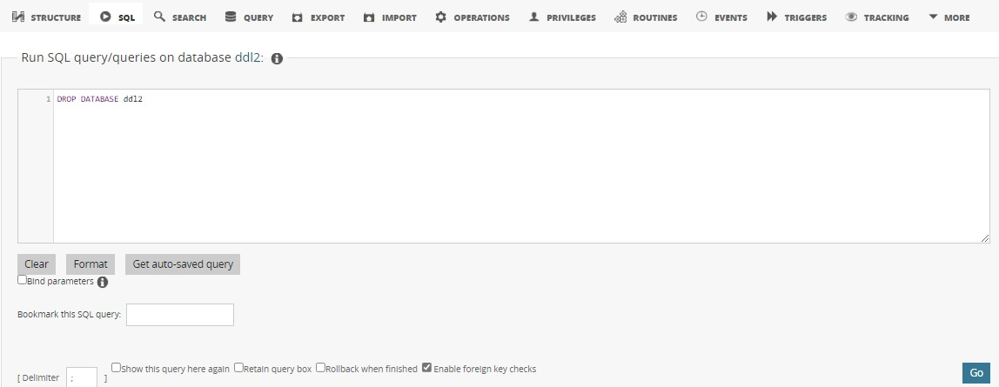 STRUCTURE SQL SEARCH QUERY EXPORT IMPORT OPERATIONS PRIVILEGES ROUTINES EVENTS TRIGGERS TRACKING MORE
Run SQL query/queries on database ddl2:
1 DROP DATABASE ddl2
Clear Format Get auto-saved query
Bind parameters
Bookmark this SQL query:
Show this query here again Retain query box Rollback when finished Enable foreign key checks
[ Delimiter ; ] Go